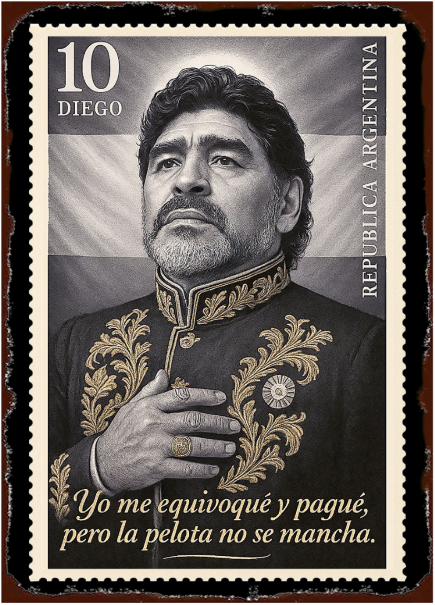 10
DIEGO
REPUBLICA ARGENTINA
Yo me equivoqué y pagué,
pero la pelota no se mancha.